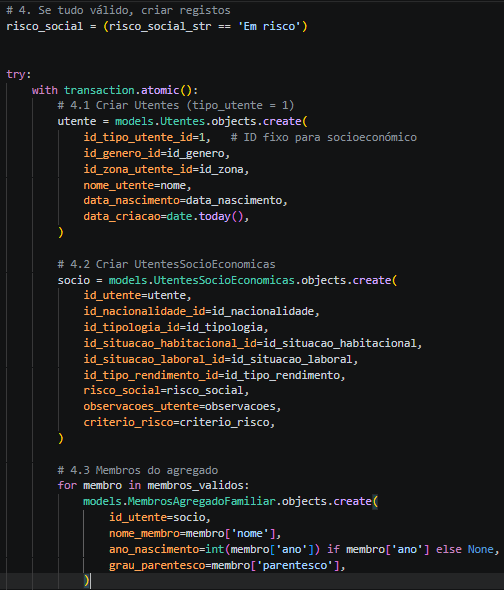 # 4. Se tudo válido, criar registos
risco_social = (risco_social_str == 'Em risco')
try:
with transaction.atomic():
# 4.1 Criar Utentes (tipo_utente = 1)
utente = models.Utentes.objects.create(
id_tipo_utente_id=1,   # ID fixo para socioeconómico
id_genero_id=id_genero,
id_zona_utente_id=id_zona,
nome_utente=nome,
data_nascimento=data_nascimento,
data_criacao=date.today(),
)
# 4.2 Criar UtentesSocioEconomicas
socio = models.UtentesSocioEconomicas.objects.create(
id_utente=utente,
id_nacionalidade_id=id_nacionalidade,
id_tipologia_id=id_tipologia,
id_situacao_habitacional_id=id_situacao_habitacional,
id_situacao_laboral_id=id_situacao_laboral,
id_tipo_rendimento_id=id_tipo_rendimento,
risco_social=risco_social,
observacoes_utente=observacoes,
criterio_risco=criterio_risco,
)
# 4.3 Membros do agregado
for membro in membros_validos:
models.MembrosAgregadoFamiliar.objects.create(
id_utente=socio,
nome_membro=membro['nome'],
ano_nascimento=int(membro['ano']) if membro['ano'] else None,
grau_parentesco=membro['parentesco'],
)